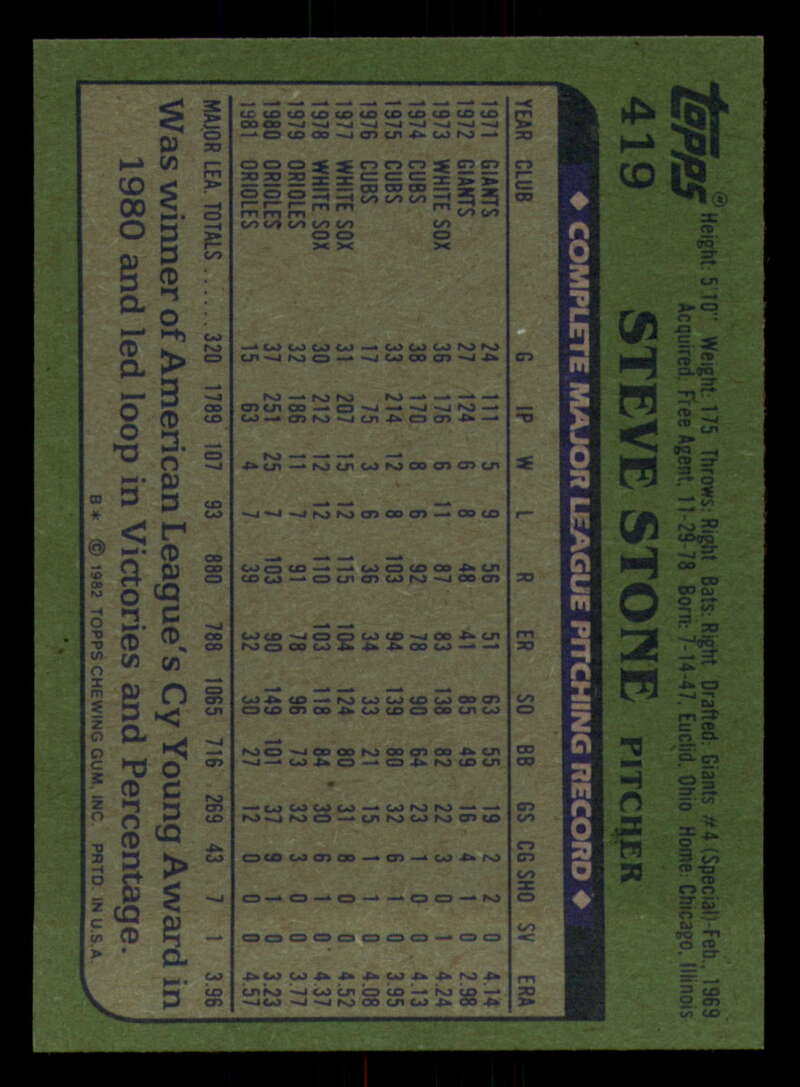 Topps®
419
Height: 5'10" Weight: 175 Throws: Right Bats: Right Drafted: Giants #4 (Special)-Feb., 1969
Acquired: Free Agent, 11-29-78 Born: 7-14-47, Euclid, Ohio Home: Chicago, Illinois
STEVE STONE PITCHER
◆ COMPLETE MAJOR LEAGUE PITCHING RECORD ◆
YEAR CLUB G IP W L R ER SO BB GS CG SHO SV ERA
1971 GIANTS 24 111 5 9 56 51 63 55 19 2 2 0 4.14
1972 GIANTS 27 124 6 8 48 41 85 49 16 4 1 0 2.98
1973 WHITE SOX 36 176 6 11 87 83 138 82 22 3 0 1 4.24
1974 CUBS 38 170 8 6 92 78 90 64 23 1 0 0 4.13
1975 CUBS 33 214 12 8 103 94 139 80 32 6 1 0 3.95
1976 CUBS 17 75 3 6 36 34 33 21 15 1 1 0 4.08
1977 WHITE SOX 31 207 15 12 115 104 124 80 31 8 0 0 4.52
1978 WHITE SOX 30 212 12 12 110 103 118 84 30 6 1 0 4.37
1979 ORIOLES 32 186 11 7 91 78 96 73 32 3 0 0 3.77
1980 ORIOLES 37 251 25 7 103 90 149 101 37 9 1 0 3.23
1981 ORIOLES 15 63 4 7 39 32 30 27 12 0 0 0 4.57
MAJOR LEA. TOTALS...... 320 1789 107 93 880 788 1065 716 269 43 7 1 3.96
Was winner of American League's Cy Young Award in
1980 and led loop in Victories and Percentage.
B* © 1982 TOPPS CHEWING GUM, INC. PRTD. IN U.S.A.